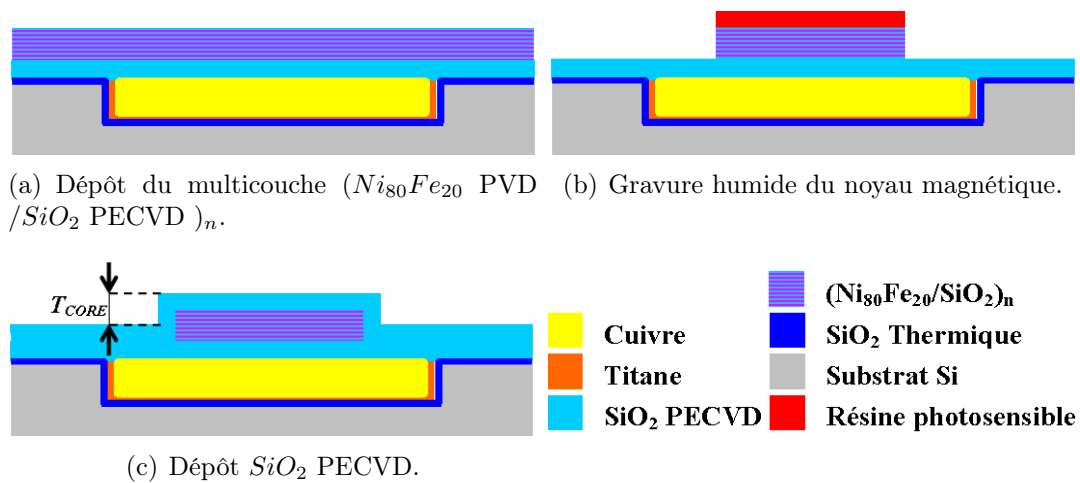 (a) Dépôt du multicouche (Ni80Fe20 PVD
/SiO2 PECVD )n.
(b) Gravure humide du noyau magnétique.
TCORE
(c) Dépôt SiO2 PECVD.
Cuivre
Titane
SiO2 PECVD
(Ni80Fe20/SiO2)n
SiO2 Thermique
Substrat Si
Résine photosensible